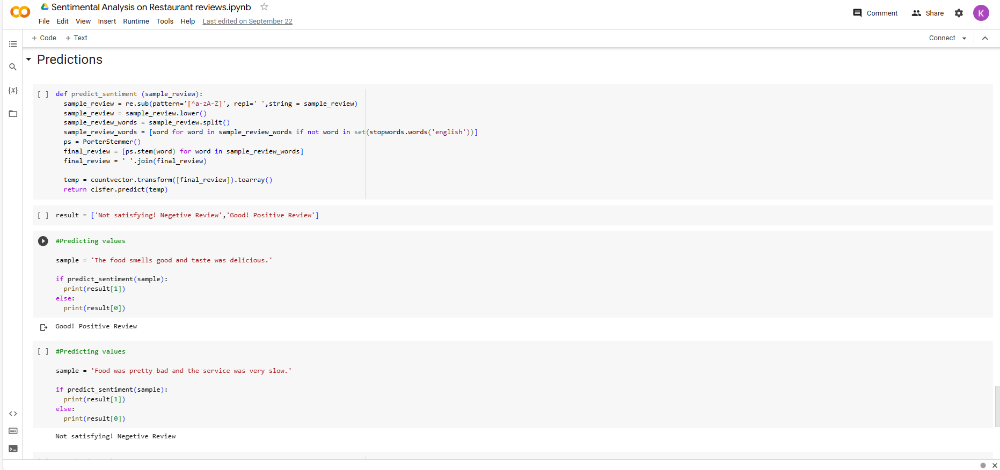 Sentimental Analysis on Restaurant reviews.ipynb
File Edit View Insert Runtime Tools Help Last edited on September 22
Comment Share K
+ Code + Text Connect
Predictions
[ ] def predict_sentiment (sample_review):
sample_review = re.sub(pattern='[^a-zA-Z]', repl=' ',string = sample_review)
sample_review = sample_review.lower()
sample_review_words = sample_review.split()
sample_review_words = [word for word in sample_review_words if not word in set(stopwords.words('english'))]
ps = PorterStemmer()
final_review = [ps.stem(word) for word in sample_review_words]
final_review = ' '.join(final_review)
temp = countvector.transform([final_review]).toarray()
return clsfer.predict(temp)
[ ] result = ['Not satisfying! Negetive Review','Good! Positive Review']
#Predicting values
sample = 'The food smells good and taste was delicious.'
if predict_sentiment(sample):
print(result[1])
else:
print(result[0])
Good! Positive Review
[ ] #Predicting values
sample = 'Food was pretty bad and the service was very slow.'
if predict_sentiment(sample):
print(result[1])
else:
print(result[0])
Not satisfying! Negetive Review